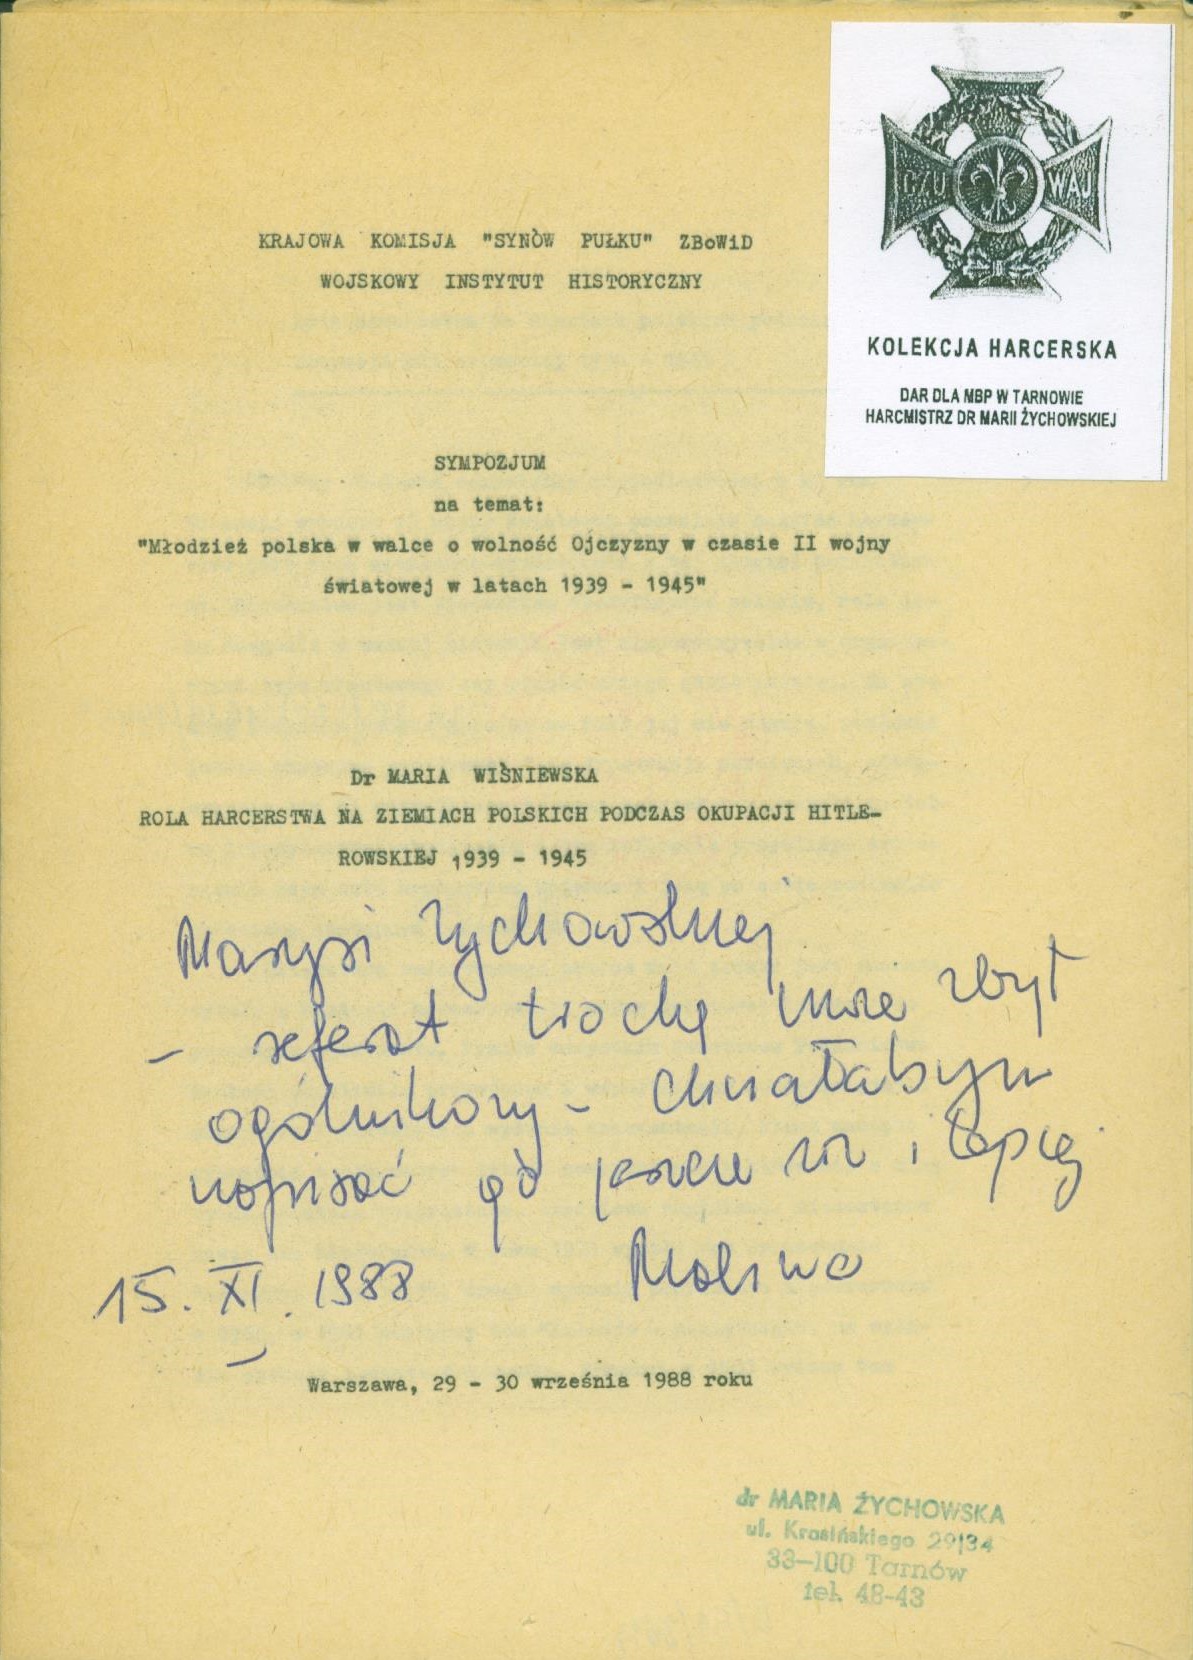 KRAJOWA KOMISJA "SYNÓW PUŁKU" ZBoWiD
WOJSKOWY INSTYTUT HISTORYCZNY
CZU WAJ
KOLEKCJA HARCERSKA
DAR DLA MBP W TARNOWIE
HARCMISTRZ DR MARII ŻYCHOWSKIEJ
SYMPOZJUM
na temat:
"Młodzież polska w walce o wolność Ojczyzny w czasie II wojny
światowej w latach 1939 - 1945"
Dr MARIA WIŚNIEWSKA
ROLA HARCERSTWA NA ZIEMIACH POLSKICH PODCZAS OKUPACJI HITLE-
ROWSKIEJ 1939 - 1945
Marysi Żychowskiej
- referat trochę może zbyt
ogólnikowy - chciałabym
napisać go jeszcze raz i lepiej
15. XI. 1988
Warszawa, 29 - 30 września 1988 roku
dr MARIA ŻYCHOWSKA
ul. Krasińskiego 29/34
33-100 Tarnów
tel. 48-43